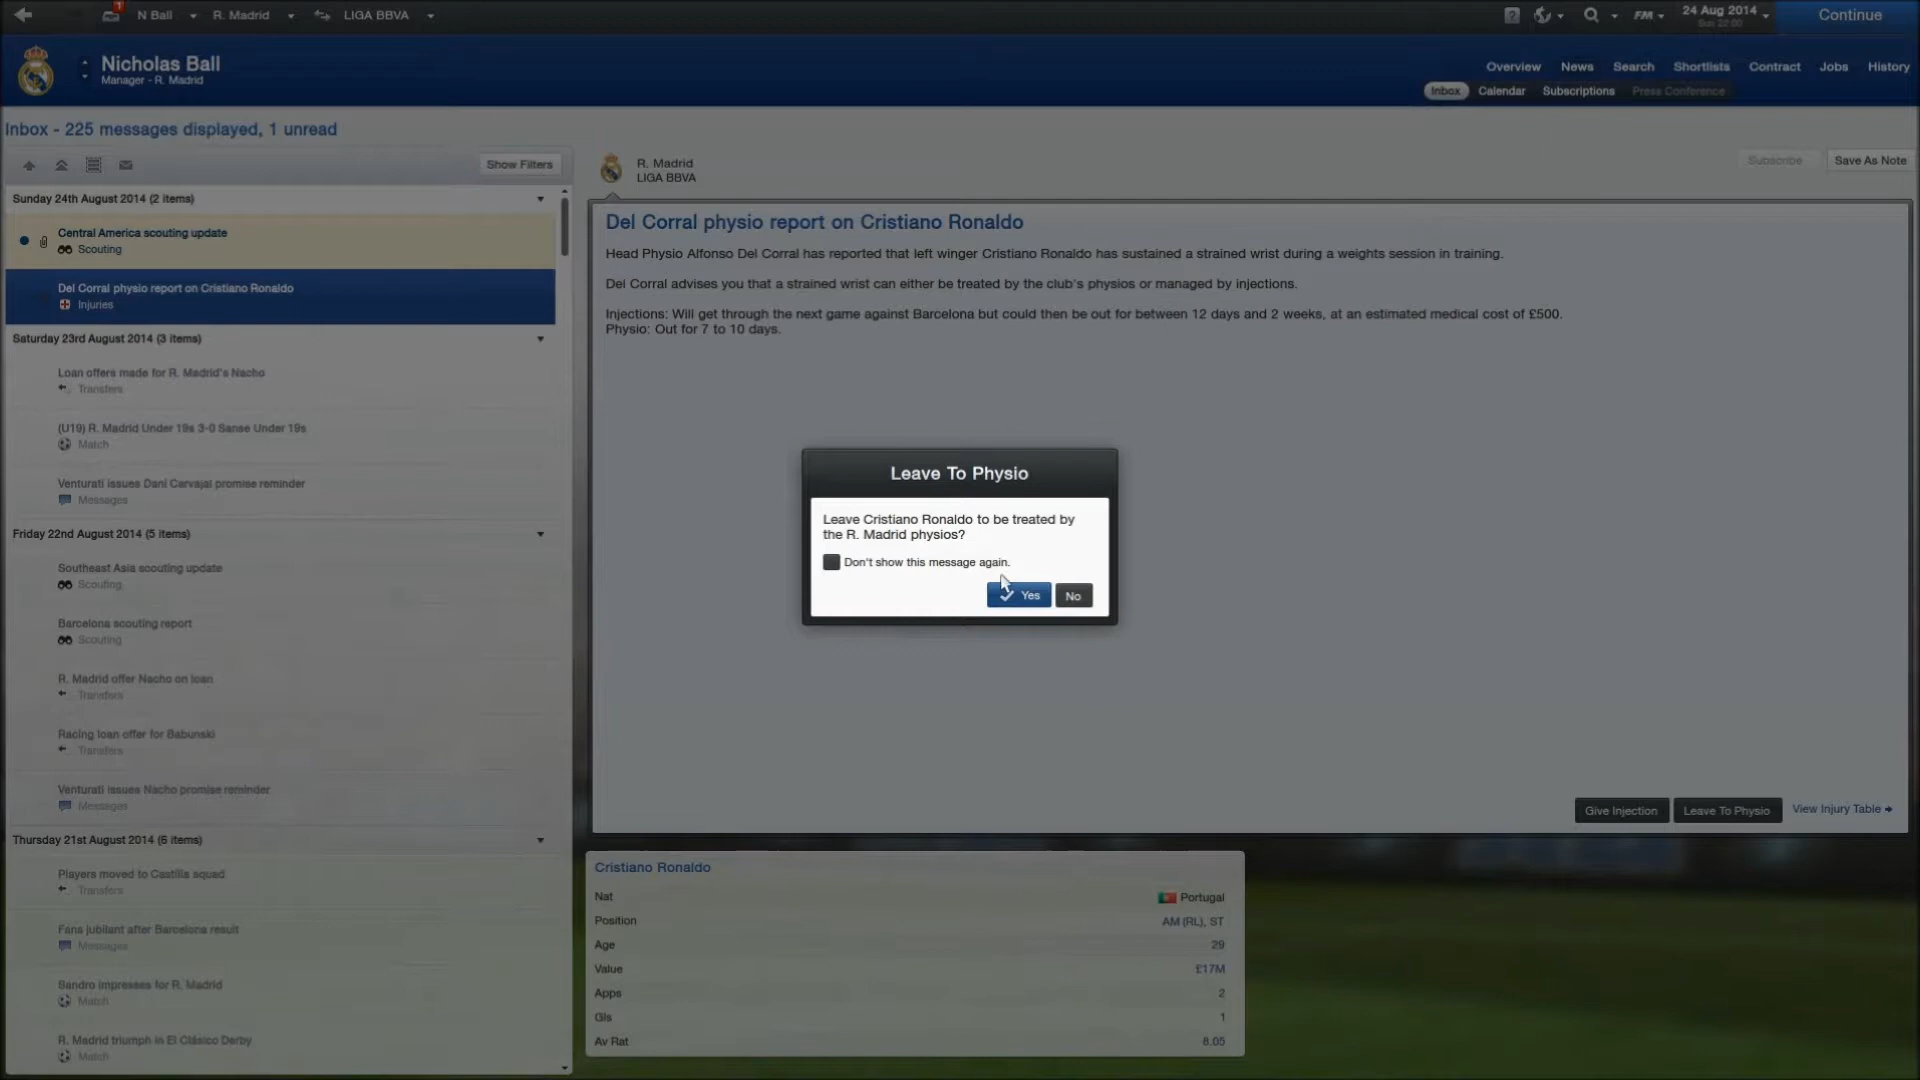 1
N Ball
R. Madrid
LIGA BBVA
?
FM
24 Aug 2014
Sun 22:00
Continue
Nicholas Ball
Manager - R. Madrid
Overview
News
Search
Shortlists
Contract
Jobs
History
Inbox
Calendar
Subscriptions
Press Conference
Inbox - 225 messages displayed, 1 unread
Show Filters
Sunday 24th August 2014 (2 items)
Central America scouting update
Scouting
Del Corral physio report on Cristiano Ronaldo
Injuries
Saturday 23rd August 2014 (3 items)
Loan offers made for R. Madrid's Nacho
Transfers
(U19) R. Madrid Under 19s 3-0 Sanse Under 19s
Match
Venturati issues Dani Carvajal promise reminder
Messages
Friday 22nd August 2014 (5 items)
Southeast Asia scouting update
Scouting
Barcelona scouting report
Scouting
R. Madrid offer Nacho on loan
Transfers
Racing loan offer for Babunski
Transfers
Venturati issues Nacho promise reminder
Messages
Thursday 21st August 2014 (6 items)
Players moved to Castilla squad
Transfers
Fans jubilant after Barcelona result
Messages
Sandro impresses for R. Madrid
Match
R. Madrid triumph in El Clásico Derby
Match
R. Madrid
LIGA BBVA
Subscribe
Save As Note
Del Corral physio report on Cristiano Ronaldo
Head Physio Alfonso Del Corral has reported that left winger Cristiano Ronaldo has sustained a strained wrist during a weights session in training.
Del Corral advises you that a strained wrist can either be treated by the club's physios or managed by injections.
Injections: Will get through the next game against Barcelona but could then be out for between 12 days and 2 weeks, at an estimated medical cost of £500.
Physio: Out for 7 to 10 days.
Leave To Physio
Leave Cristiano Ronaldo to be treated by
the R. Madrid physios?
Don't show this message again.
Yes
No
Give Injection
Leave To Physio
View Injury Table
Cristiano Ronaldo
Nat Portugal
Position AM (RL), ST
Age 29
Value £17M
Apps 2
Gls 1
Av Rat 8.05